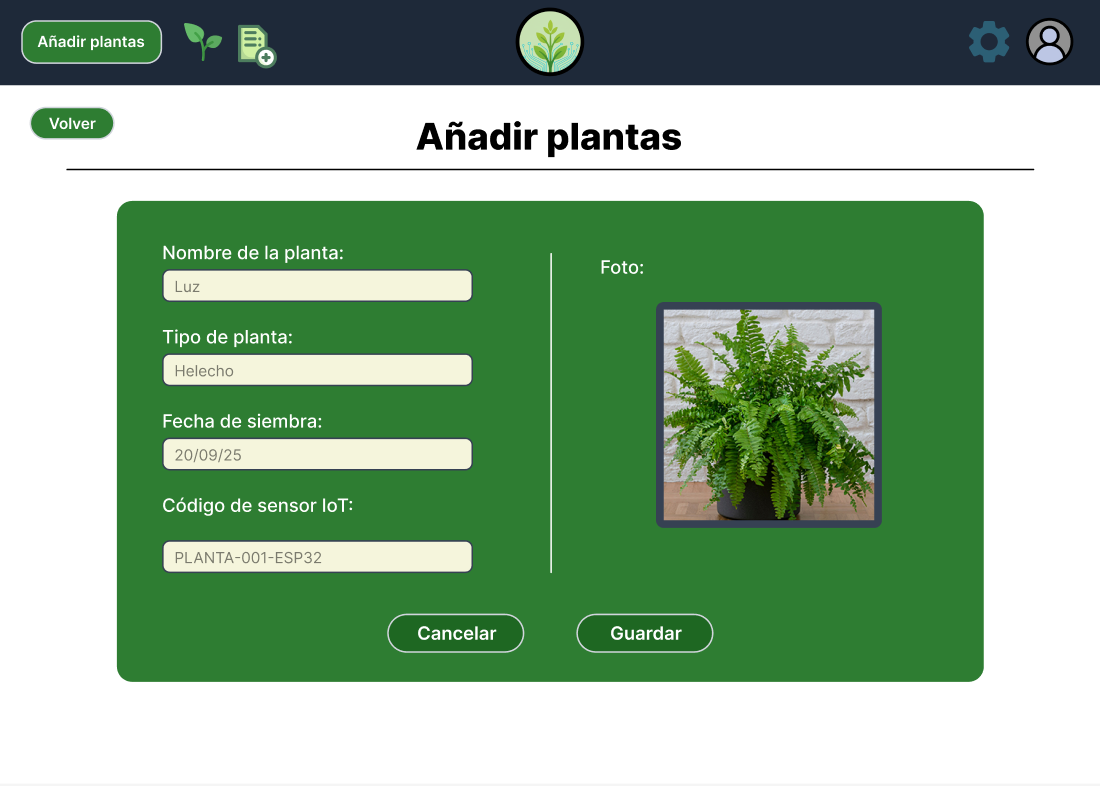 Añadir plantas
Volver
Añadir plantas
Nombre de la planta:
Luz
Tipo de planta:
Helecho
Fecha de siembra:
20/09/25
Código de sensor IoT:
PLANTA-001-ESP32
Foto:
Cancelar
Guardar